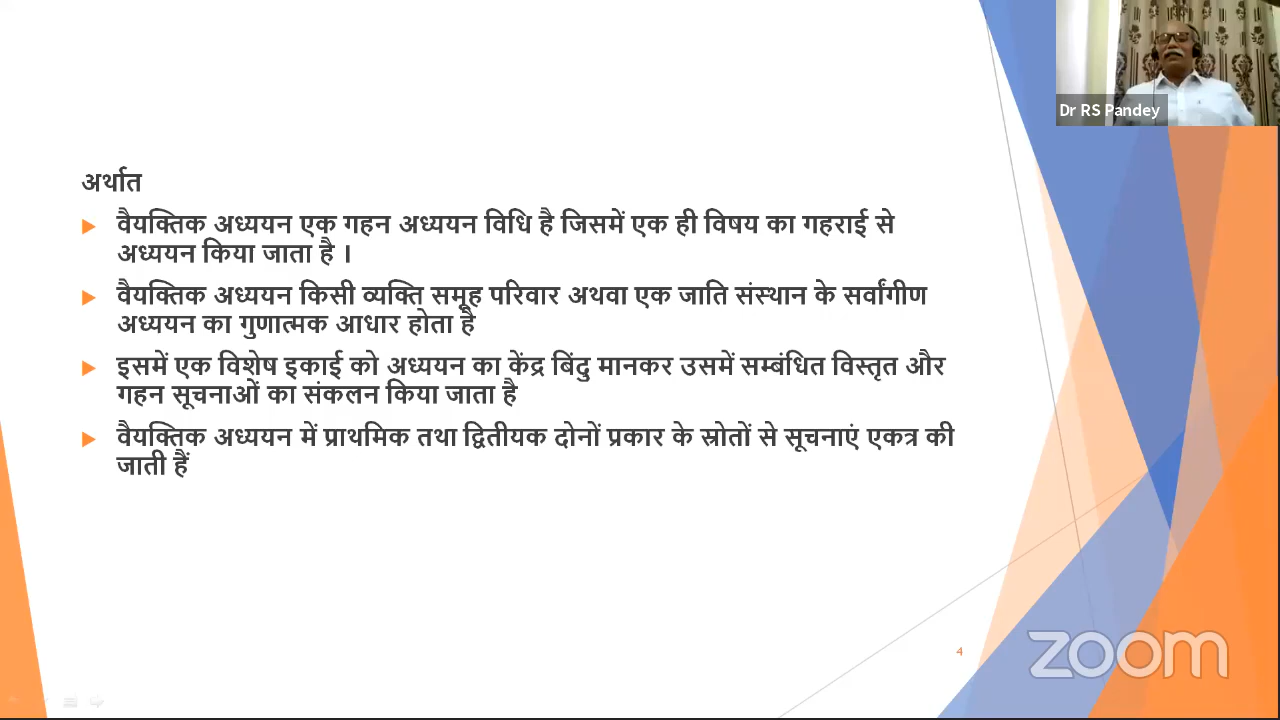 Dr RS Pandey
अर्थात
वैयक्तिक अध्ययन एक गहन अध्ययन विधि है जिसमें एक ही विषय का गहराई से
अध्ययन किया जाता है ।
वैयक्तिक अध्ययन किसी व्यक्ति समूह परिवार अथवा एक जाति संस्थान के सर्वांगीण
अध्ययन का गुणात्मक आधार होता है
इसमें एक विशेष इकाई को अध्ययन का केंद्र बिंदु मानकर उसमें सम्बंधित विस्तृत और
गहन सूचनाओं का संकलन किया जाता है
वैयक्तिक अध्ययन में प्राथमिक तथा द्वितीयक दोनों प्रकार के स्रोतों से सूचनाएं एकत्र की
जाती हैं
4
zoom